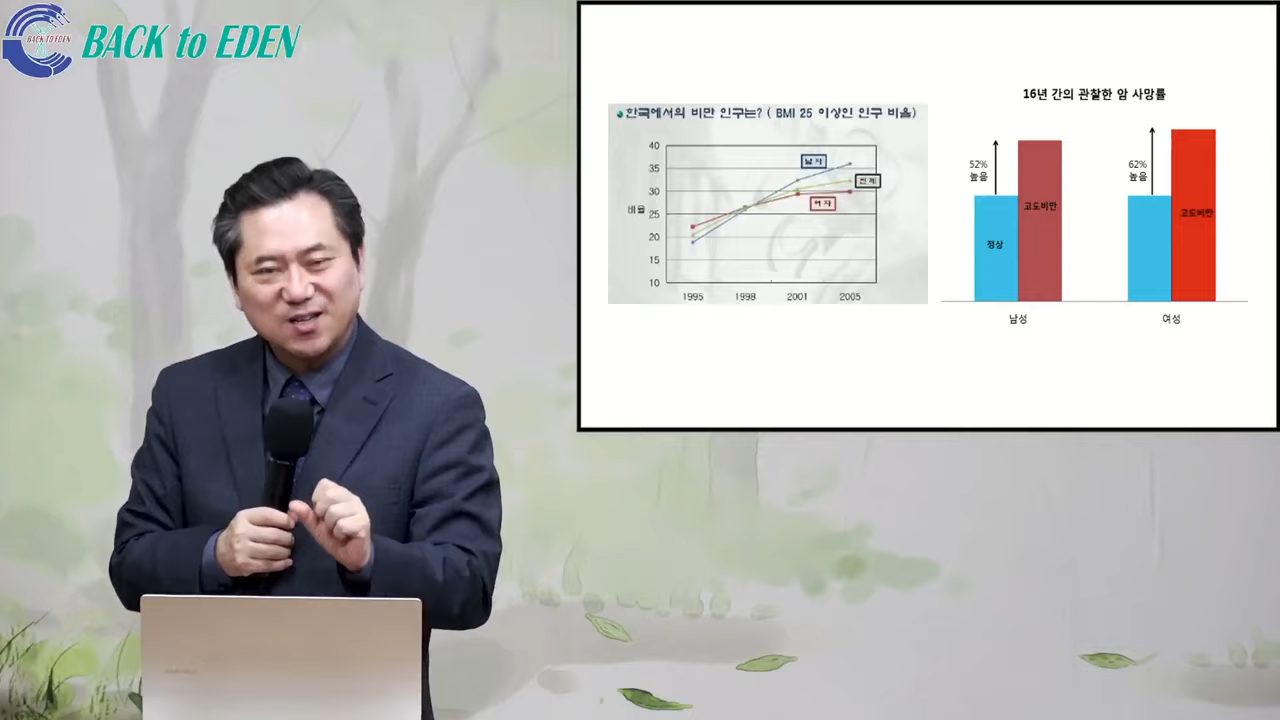 BACK TO EDEN
BACK to EDEN
한국에서의 비만 인구는? ( BMI 25 이상인 인구 비율)
40
35
30
25
20
15
10
비율
남 자
전 체
여 자
1995
1998
2001
2005
16년 간의 관찰한 암 사망률
52%
높음
정상
고도비만
남성
62%
높음
고도비만
여성